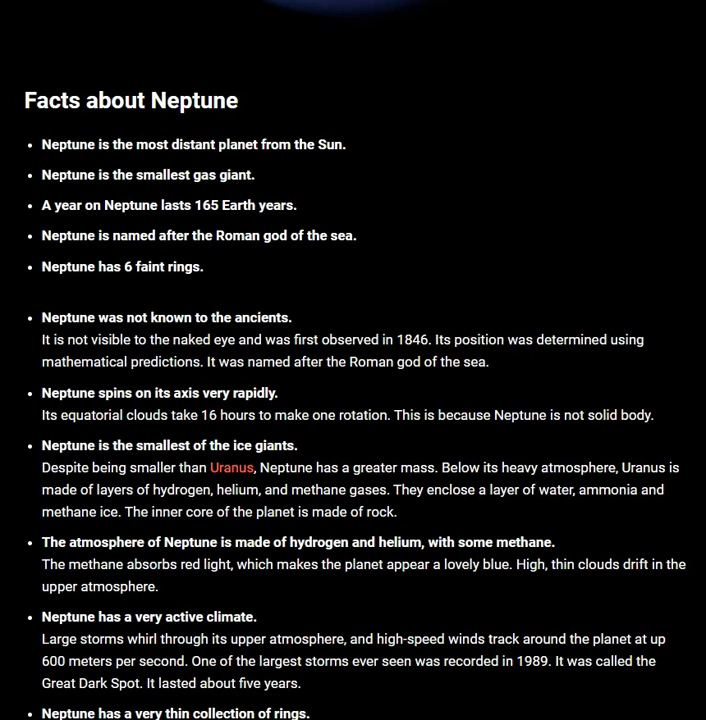 Facts about Neptune
Neptune is the most distant planet from the Sun.
Neptune is the smallest gas giant.
A year on Neptune lasts 165 Earth years.
Neptune is named after the Roman god of the sea.
Neptune has 6 faint rings.
Neptune was not known to the ancients.
It is not visible to the naked eye and was first observed in 1846. Its position was determined using
mathematical predictions. It was named after the Roman god of the sea.
Neptune spins on its axis very rapidly.
Its equatorial clouds take 16 hours to make one rotation. This is because Neptune is not solid body.
Neptune is the smallest of the ice giants.
Despite being smaller than Uranus, Neptune has a greater mass. Below its heavy atmosphere, Uranus is
made of layers of hydrogen, helium, and methane gases. They enclose a layer of water, ammonia and
methane ice. The inner core of the planet is made of rock.
The atmosphere of Neptune is made of hydrogen and helium, with some methane.
The methane absorbs red light, which makes the planet appear a lovely blue. High, thin clouds drift in the
upper atmosphere.
Neptune has a very active climate.
Large storms whirl through its upper atmosphere, and high-speed winds track around the planet at up
600 meters per second. One of the largest storms ever seen was recorded in 1989. It was called the
Great Dark Spot. It lasted about five years.
Neptune has a very thin collection of rings.